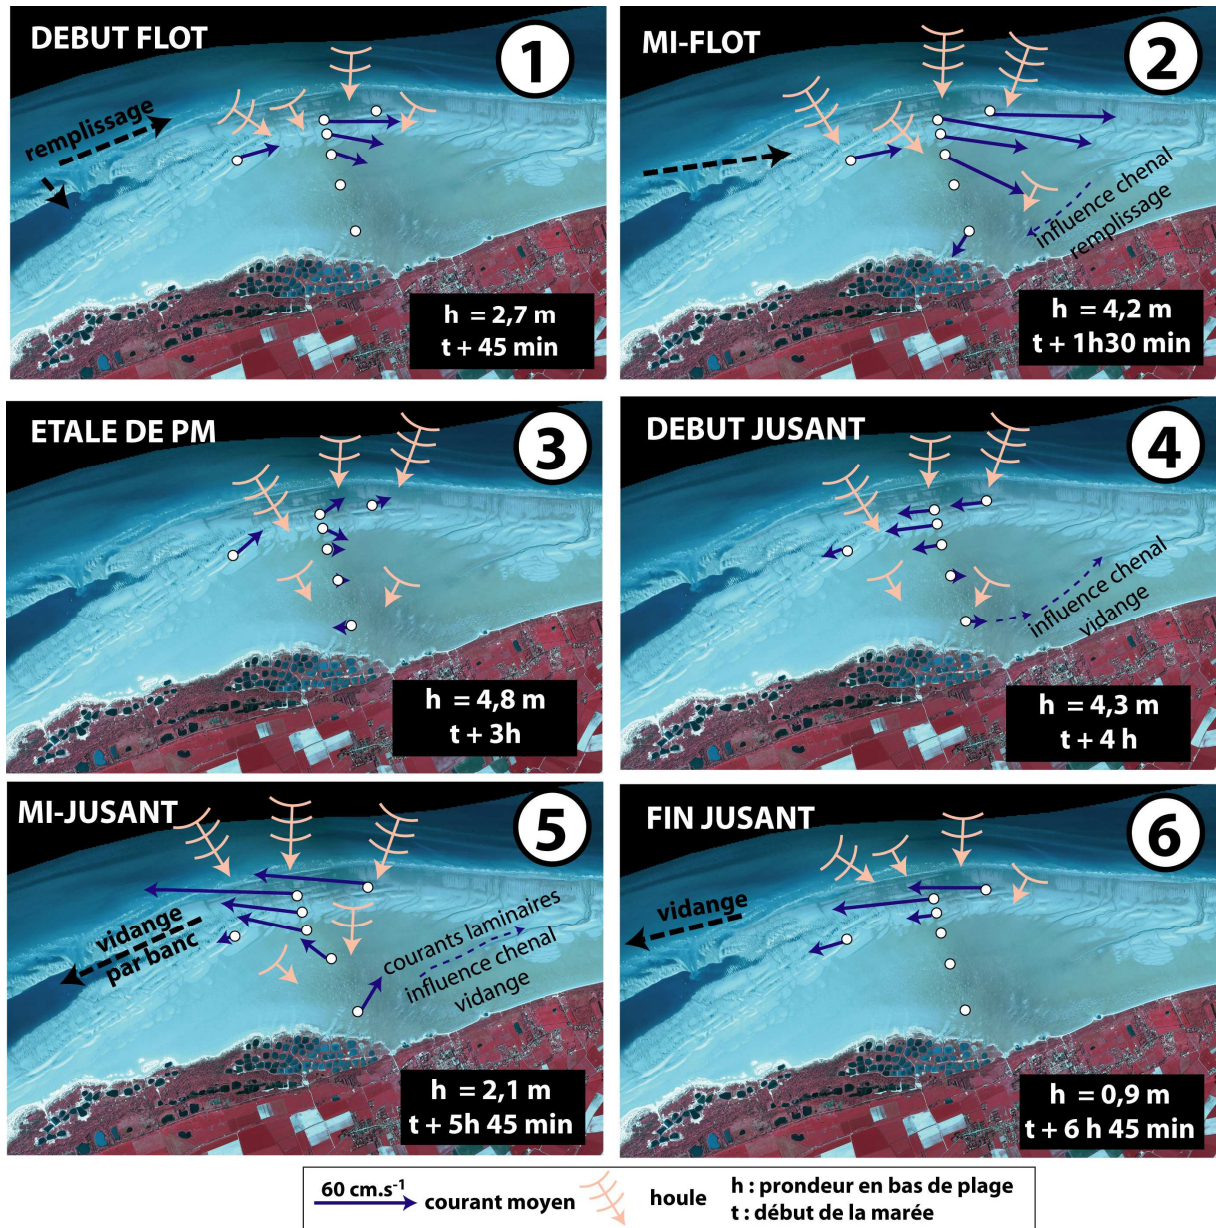 DEBUT FLOT
1
remplissage
h = 2,7 m
t + 45 min
MI-FLOT
2
influence chenal
remplissage
h = 4,2 m
t + 1h30 min
ETALE DE PM
3
h = 4,8 m
t + 3h
DEBUT JUSANT
4
influence chenal
vidange
h = 4,3 m
t + 4 h
MI-JUSANT
5
vidange
par banc
courants laminaires
influence chenal
vidange
h = 2,1 m
t + 5h 45 min
FIN JUSANT
6
vidange
h = 0,9 m
t + 6 h 45 min
60 cm.s-1
courant moyen
houle
h : prondeur en bas de plage
t : début de la marée